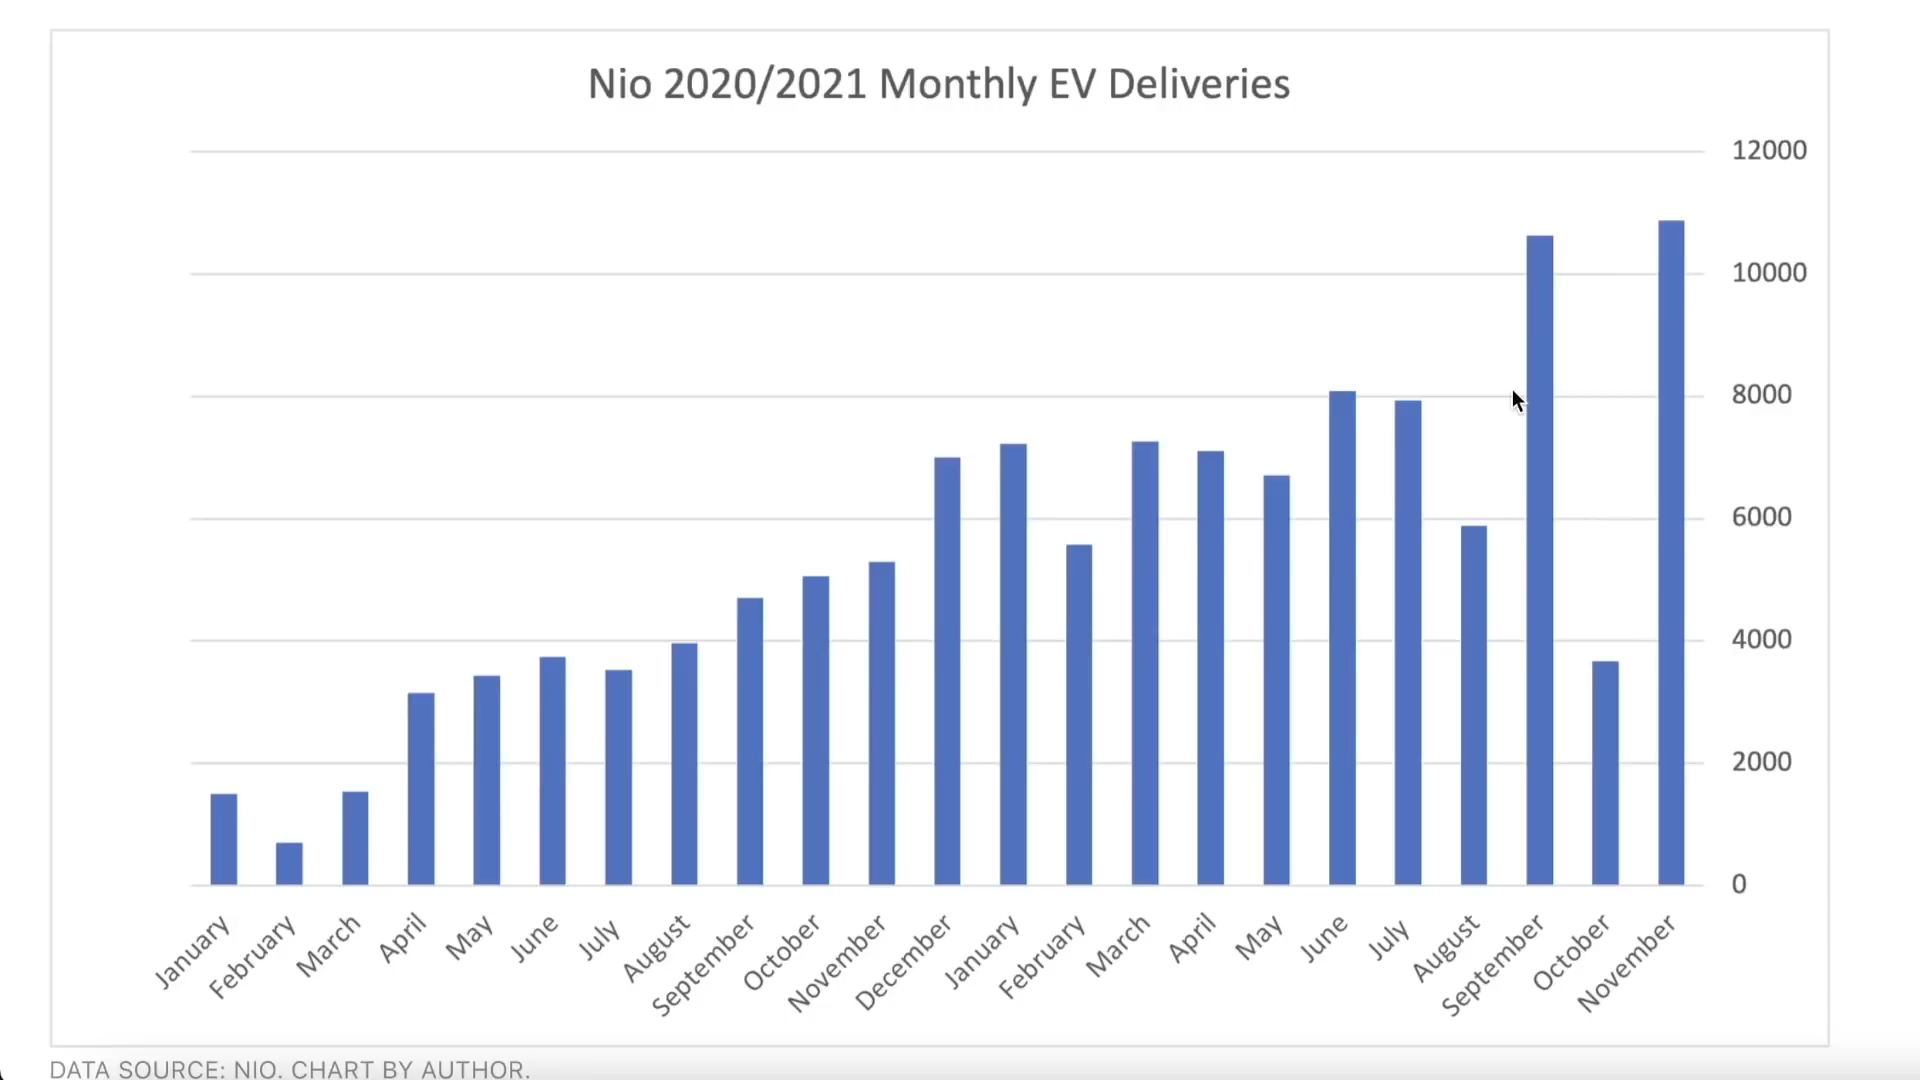 Nio 2020/2021 Monthly EV Deliveries
12000
10000
8000
6000
4000
2000
0
January
February
March
April
May
June
July
August
September
October
November
December
January
February
March
April
May
June
July
August
September
October
November
DATA SOURCE: NIO. CHART BY AUTHOR.